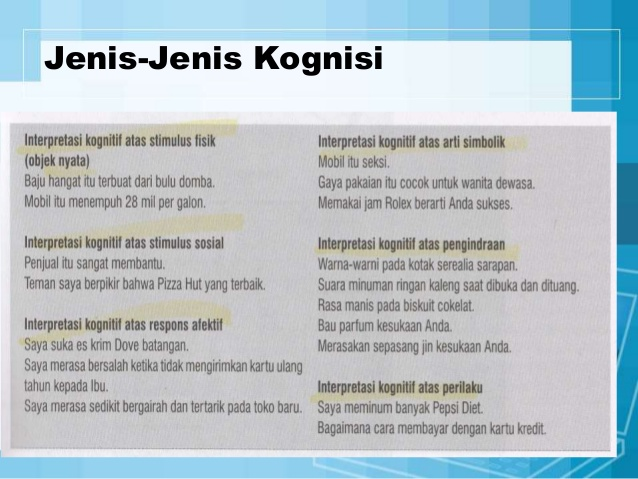 Jenis-Jenis Kognisi
Interpretasi kognitif atas stimulus fisik
(objek nyata)
Baju hangat itu terbuat dari bulu domba.
Mobil itu menempuh 28 mil per galon.
Interpretasi kognitif atas stimulus sosial
Penjual itu sangat membantu.
Teman saya berpikir bahwa Pizza Hut yang terbaik.
Interpretasi kognitif atas respons afektif
Saya suka es krim Dove batangan.
Saya merasa bersalah ketika tidak mengirimkan kartu ulang
tahun kepada Ibu.
Saya merasa sedikit bergairah dan tertarik pada toko baru.
Interpretasi kognitif atas arti simbolik
Mobil itu seksi.
Gaya pakaian itu cocok untuk wanita dewasa.
Memakai jam Rolex berarti Anda sukses.
Interpretasi kognitif atas pengindraan
Warna-warni pada kotak serealia sarapan.
Suara minuman ringan kaleng saat dibuka dan dituang.
Rasa manis pada biskuit cokelat.
Bau parfum kesukaan Anda.
Merasakan sepasang jin kesukaan Anda.
Interpretasi kognitif atas perilaku
Saya meminum banyak Pepsi Diet.
Bagaimana cara membayar dengan kartu kredit.